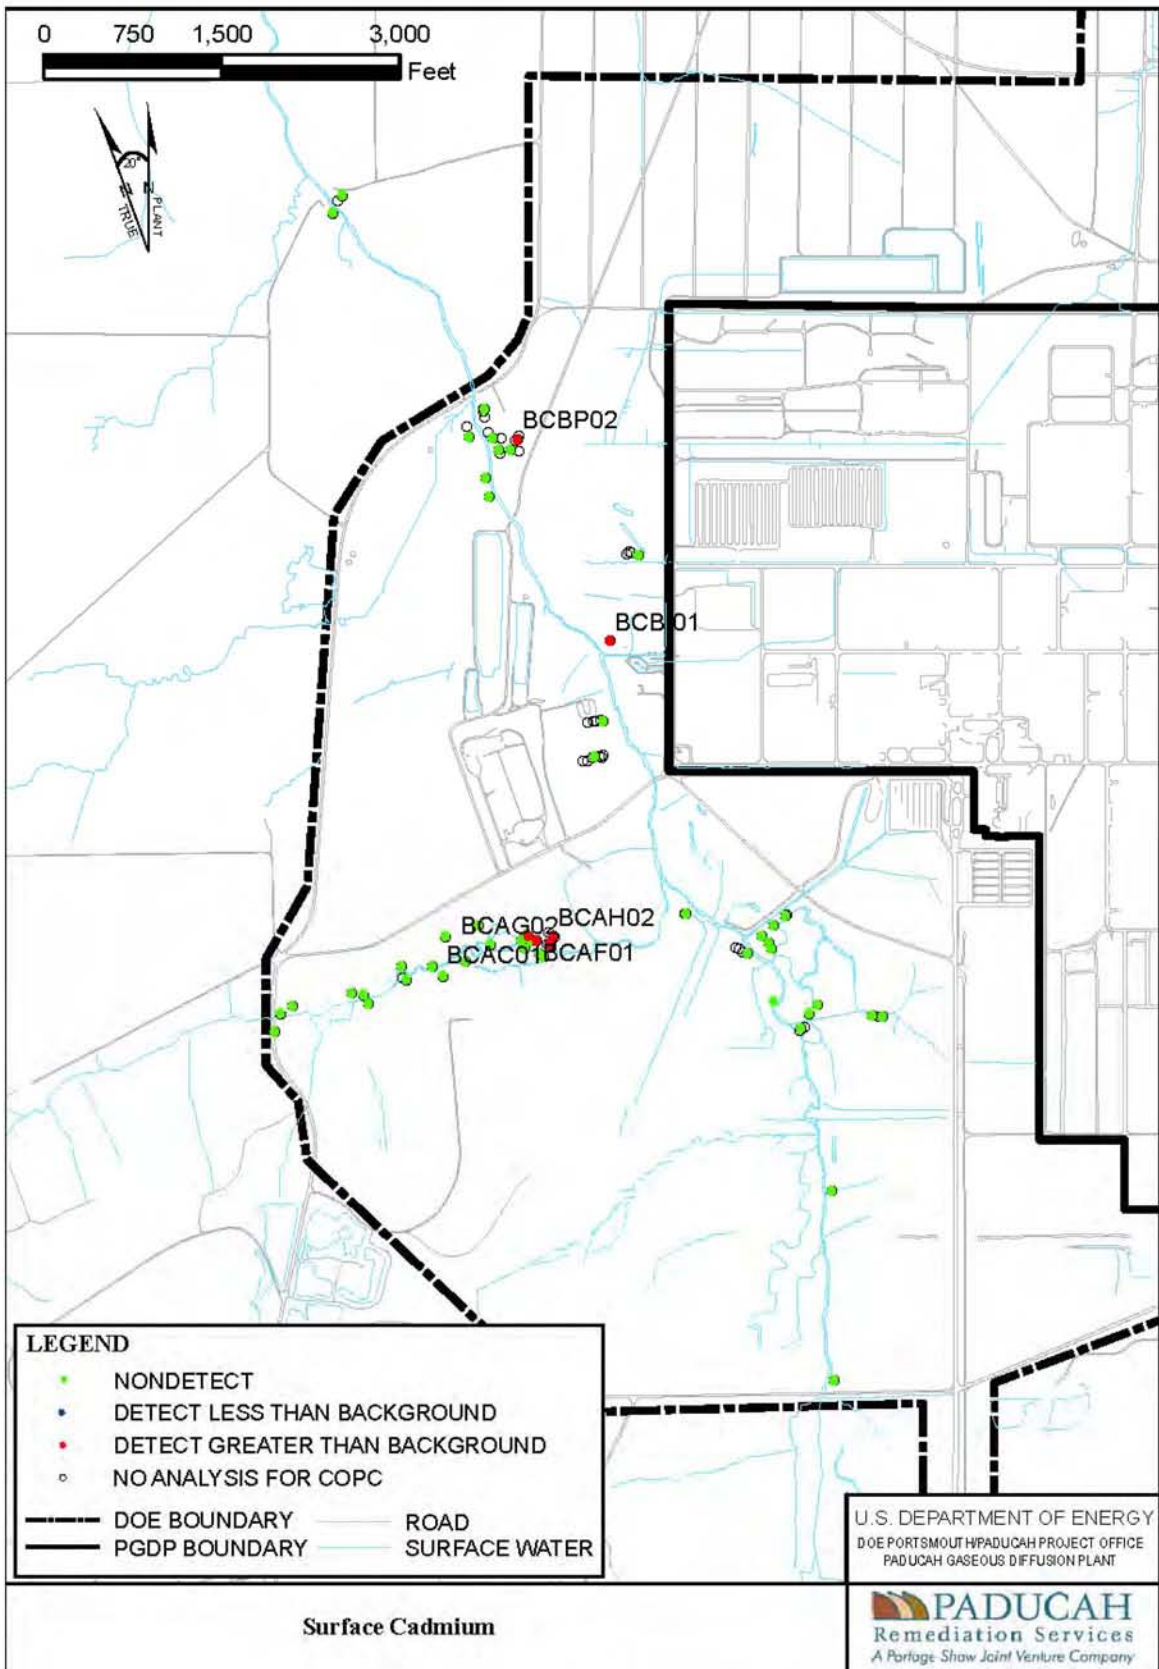 0 750 1,500 3,000
Feet
20°
N
N
TRUE
PLANT
BCBP02
BCBI01
BCAG02 BCAH02
BCAC01 BCAF01
LEGEND
NONDETECT
DETECT LESS THAN BACKGROUND
DETECT GREATER THAN BACKGROUND
NO ANALYSIS FOR COPC
DOE BOUNDARY ROAD
PGDP BOUNDARY SURFACE WATER
U.S. DEPARTMENT OF ENERGY
DOE PORTSMOUTH/PADUCAH PROJECT OFFICE
PADUCAH GASEOUS DIFFUSION PLANT
Surface Cadmium
PADUCAH
Remediation Services
A Portage Shaw Joint Venture Company